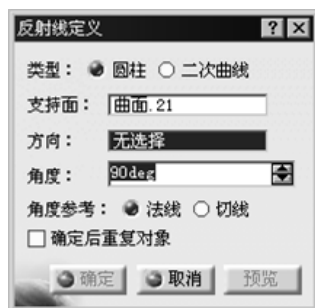 反射线定义
类型： 圆柱 二次曲线
支持面： 曲面.21
方向： 无选择
角度： 90deg
角度参考： 法线 切线
确定后重复对象
确定 取消 预览